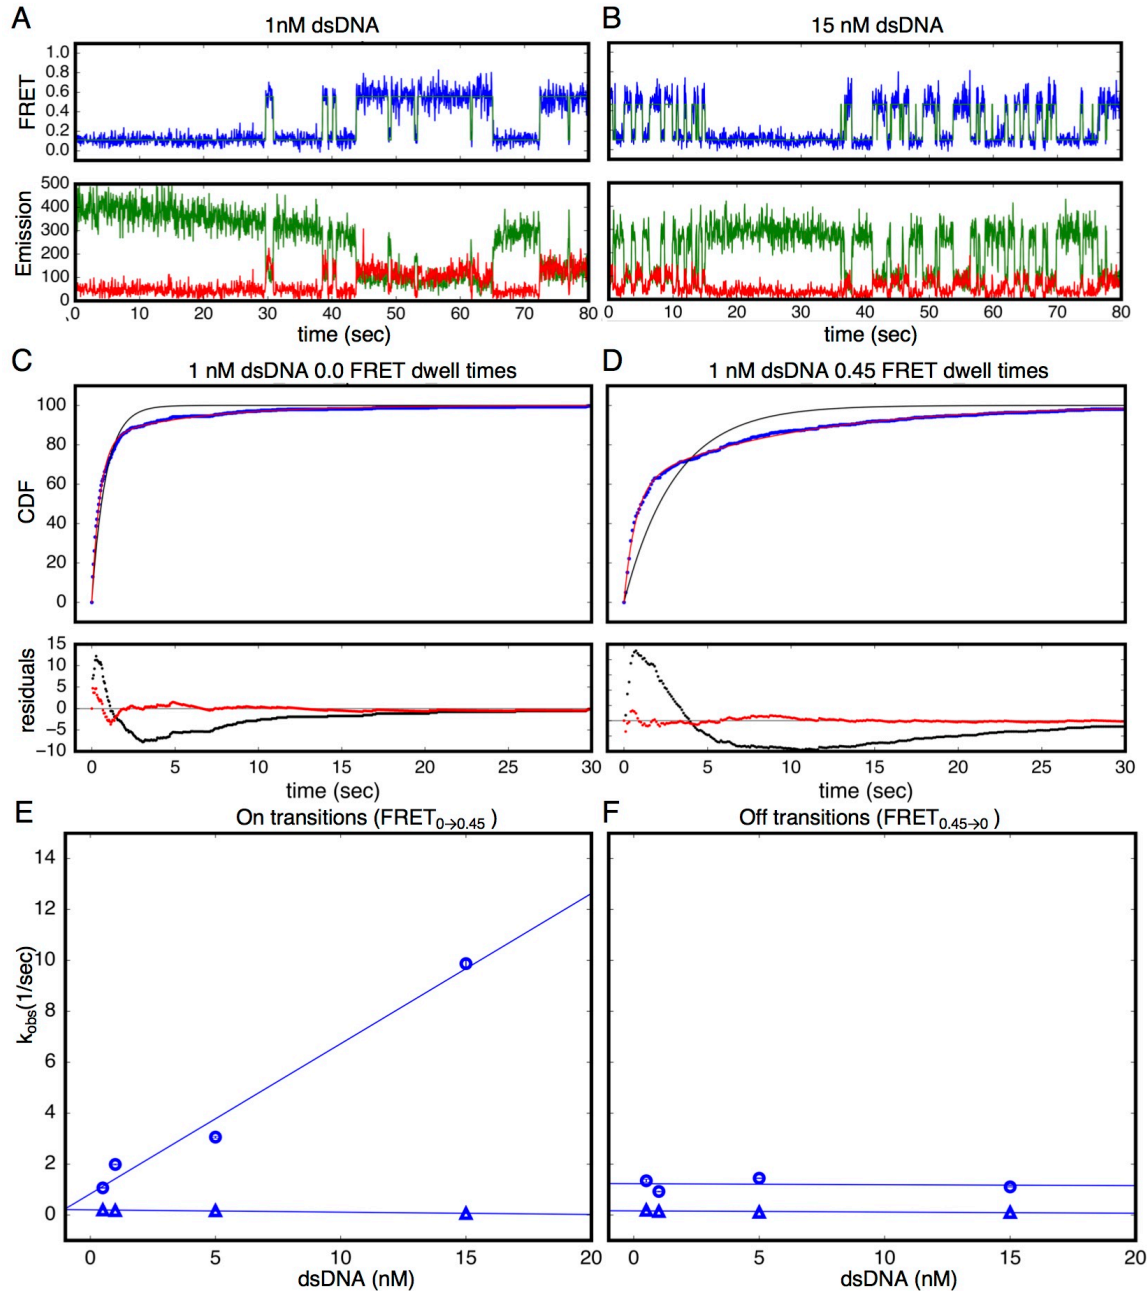 A
1nM dsDNA
B
15 nM dsDNA
FRET
1.0
0.8
0.6
0.4
0.2
0.0
Emission
500
400
300
200
100
0
0 10 20 30 40 50 60 70 80
time (sec)
0 10 20 30 40 50 60 70 80
time (sec)
C
1 nM dsDNA 0.0 FRET dwell times
D
1 nM dsDNA 0.45 FRET dwell times
CDF
100
80
60
40
20
0
residuals
15
10
5
0
−5
−10
0 5 10 15 20 25 30
time (sec)
0 5 10 15 20 25 30
time (sec)
E
On transitions (FRET0→0.45 )
F
Off transitions (FRET0.45→0 )
kobs(1/sec)
14
12
10
8
6
4
2
0
0 5 10 15 20
dsDNA (nM)
0 5 10 15 20
dsDNA (nM)